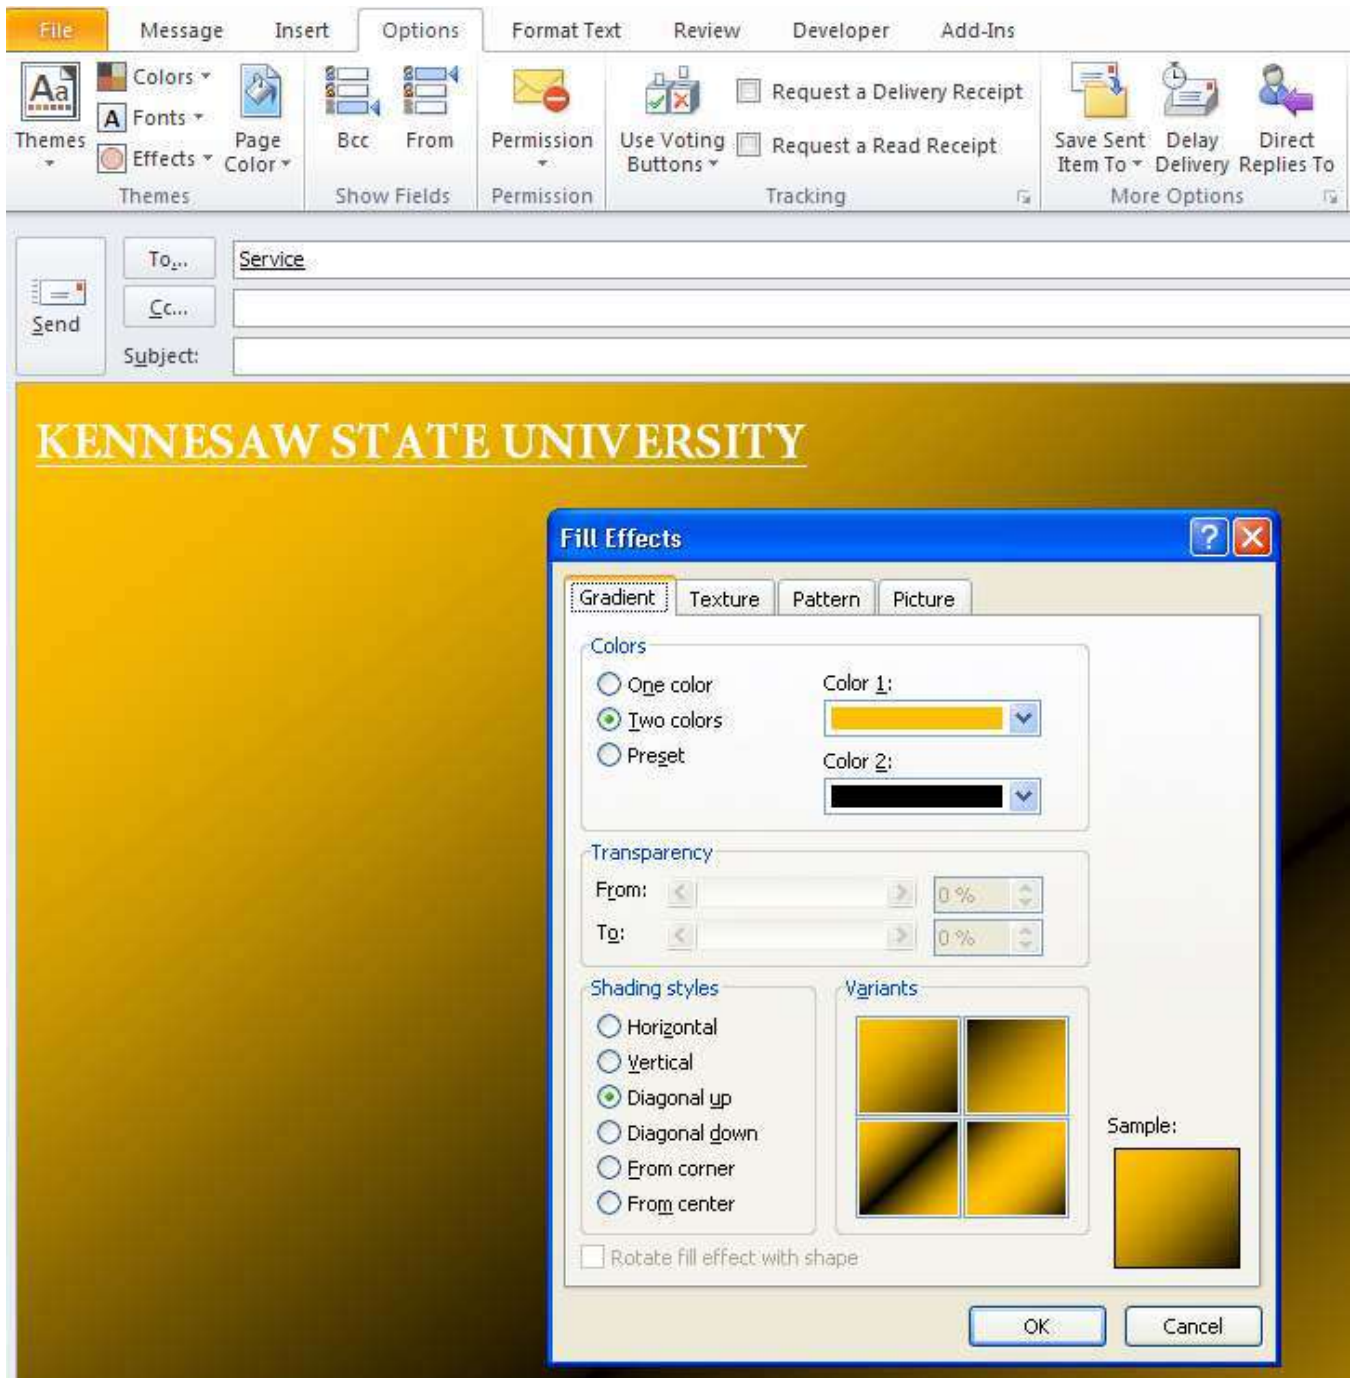 File Message Insert Options Format Text Review Developer Add-Ins
Aa Colors Request a Delivery Receipt
A Fonts
Themes Page Bcc From Permission Use Voting Request a Read Receipt Save Sent Delay Direct
Effects Color Buttons Item To Delivery Replies To
Themes Show Fields Permission Tracking More Options
To... Service
Cc...
Send
Subject:
KENNESAW STATE UNIVERSITY
Fill Effects ?
Gradient Texture Pattern Picture
Colors
One color Color 1:
Two colors
Preset Color 2:
Transparency
From: 0 %
To: 0 %
Shading styles Variants
Horizontal
Vertical
Diagonal up
Diagonal down Sample:
From corner
From center
Rotate fill effect with shape
OK Cancel